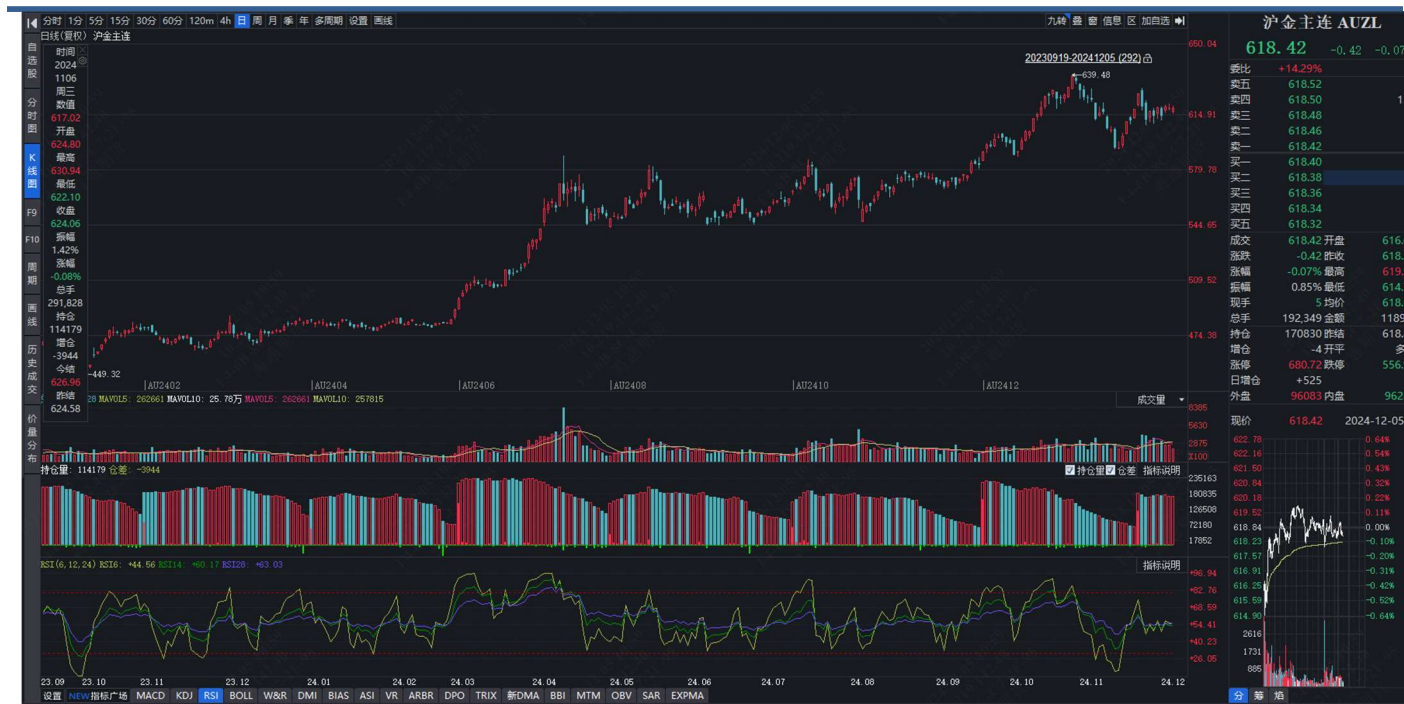 分时 1分 5分 15分 30分 60分 120m 4h 日 周 月 季 年 多周期 设置 画线
九转 叠 窗 信息 区 加自选
日线(复权) 沪金主连
自选股
分时图
K线图
F9
F10
周期
画线
历史成交
价量分布
时间
2024
1106
周三
数值
617.02
开盘
624.80
最高
630.94
最低
622.10
收盘
624.06
振幅
1.42%
涨幅
-0.08%
总手
291,828
持仓
114179
增仓
-3944
今结
626.96
昨结
624.58
20230919-20241205 (292)
639.48
449.32
650.04
614.91
579.78
544.65
509.52
474.38
AU2402 AU2404 AU2406 AU2408 AU2410 AU2412
28 MAVOL5: 262661 MAVOL10: 25.78万 MAVOL5: 262661 MAVOL10: 257815
成交量
8385
5630
2875
X100
持仓量: 114179 仓差: -3944
持仓量 仓差 指标说明
235163
180835
126508
72180
17852
RSI(6,12,24) RSI6: +44.56 RSI14: +60.17 RSI28: +63.03
指标说明
+96.94
+82.76
+68.59
+54.41
+40.23
+26.05
23.09 23.10 23.11 23.12 24.01 24.02 24.03 24.04 24.05 24.06 24.07 24.08 24.09 24.10 24.11 24.12
设置 NEW指标广场 MACD KDJ RSI BOLL W&R DMI BIAS ASI VR ARBR DPO TRIX 新DMA BBI MTM OBV SAR EXPMA
沪金主连 AUZL
618.42 -0.42 -0.07
委比 +14.29%
卖五 618.52
卖四 618.50 1
卖三 618.48
卖二 618.46
卖一 618.42
买一 618.40
买二 618.38
买三 618.36
买四 618.34
买五 618.32
成交 618.42 开盘 616.
涨跌 -0.42 昨收 618.
涨幅 -0.07% 最高 619.
振幅 0.85% 最低 614.
现手 5 均价 618.
总手 192,349 金额 1189
持仓 170830 昨结 618.
增仓 -4 开平 多
涨停 680.72 跌停 556.
日增仓 +525
外盘 96083 内盘 962
现价 618.42 2024-12-05
622.78 0.64%
622.16 0.54%
621.50 0.43%
620.84 0.32%
620.18 0.22%
619.52 0.11%
618.84 0.00%
618.23 -0.10%
617.57 -0.20%
616.91 -0.31%
616.25 -0.42%
615.59 -0.52%
614.90 -0.64%
2616
1731
885
分 筹 焰